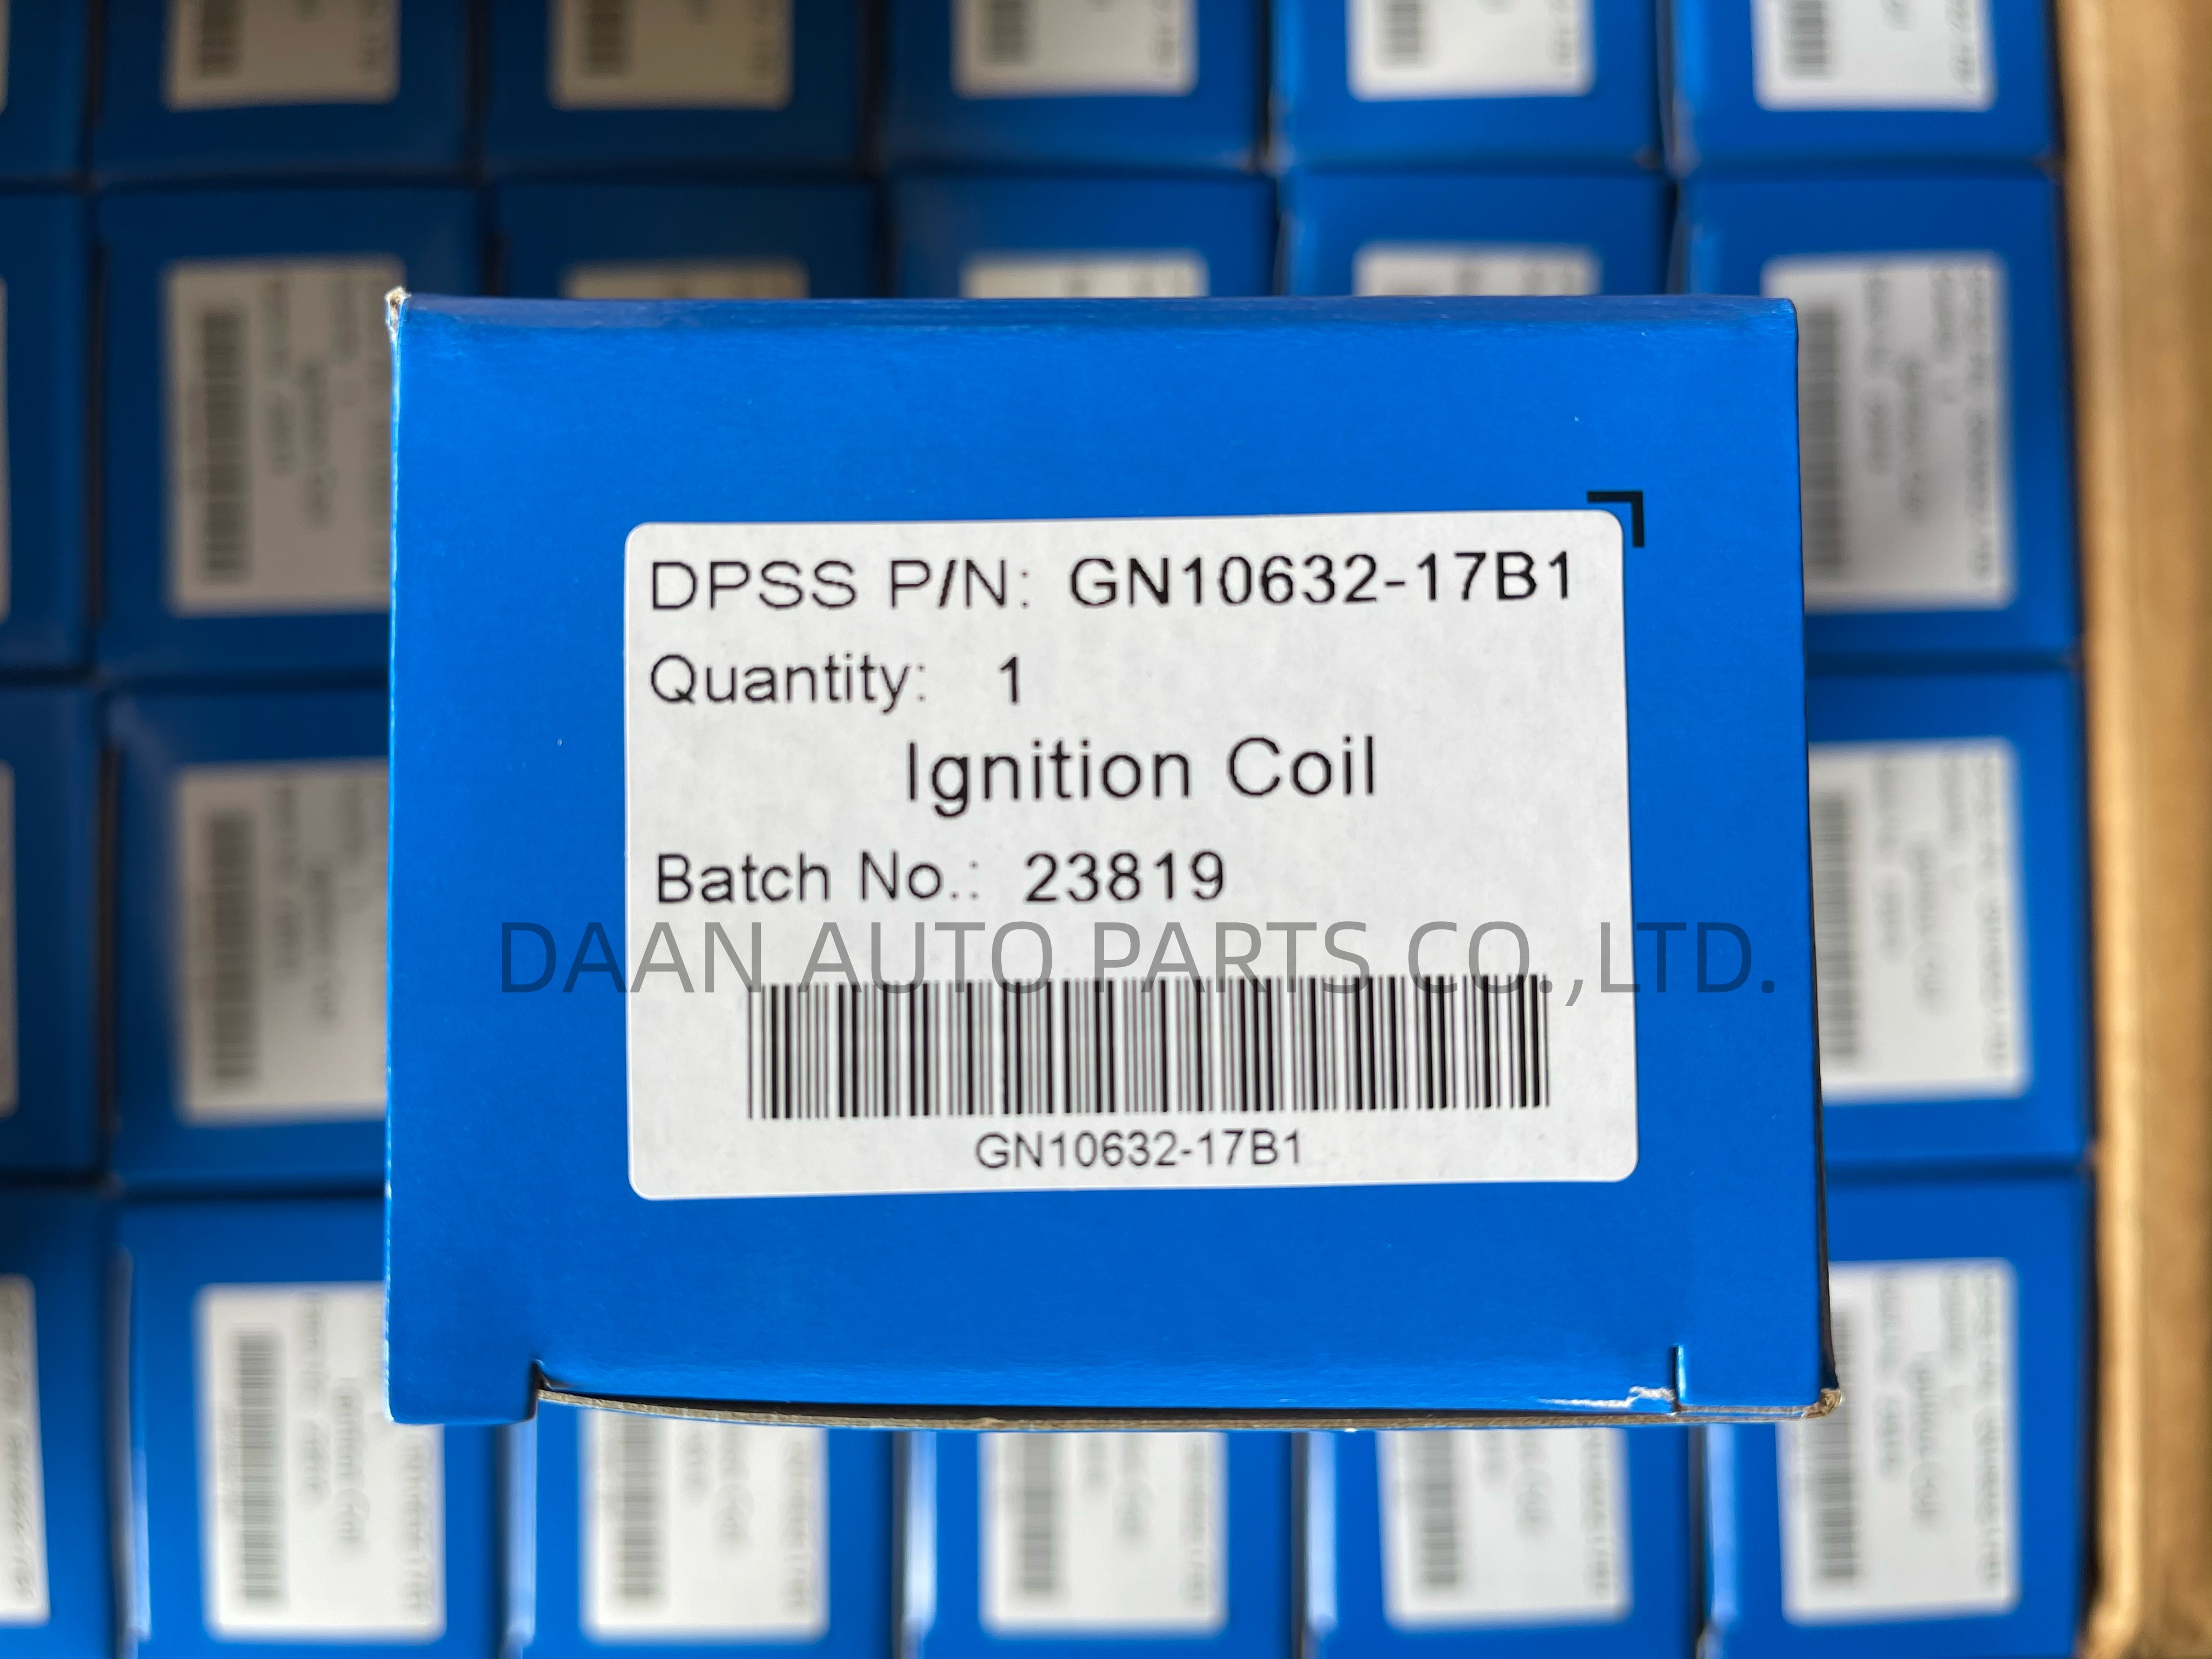 DPSS P/N: GN10632-17B1
Quantity: 1
Ignition Coil
Batch No.: 23819
DAAN AUTO PARTS CO.,LTD.
GN10632-17B1